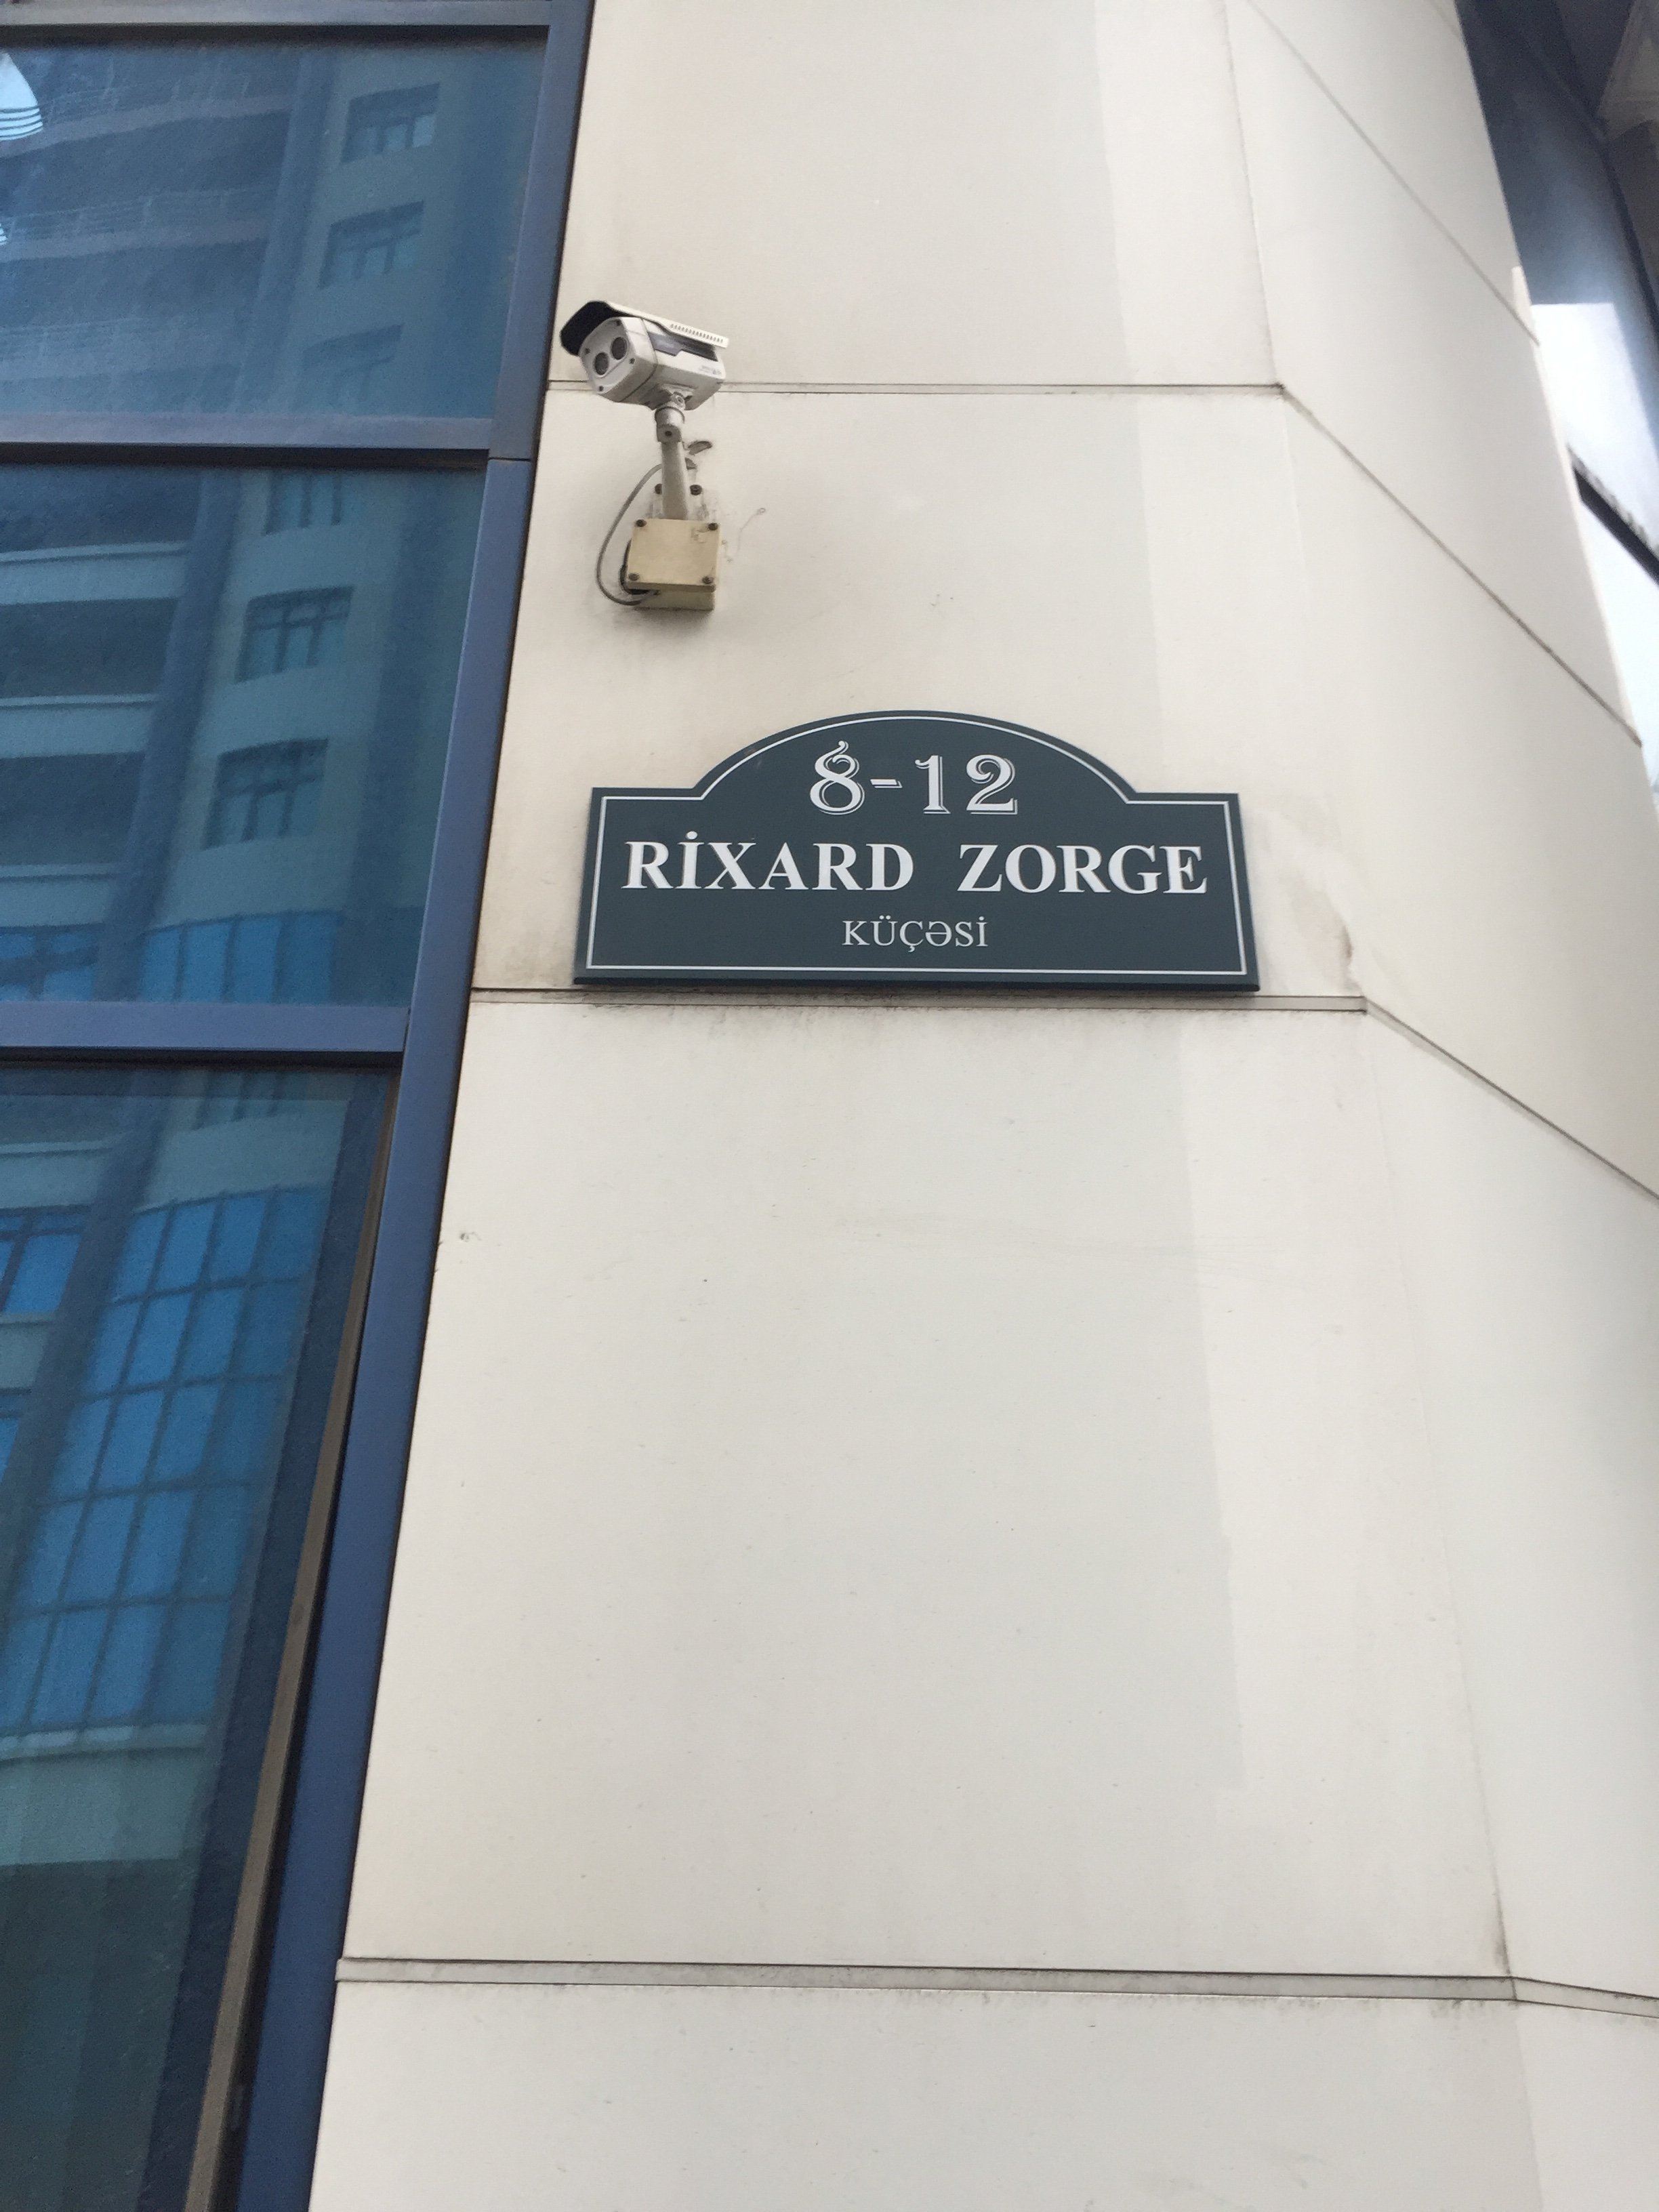 8-12
RİXARD ZORGE
KÜÇƏSİ